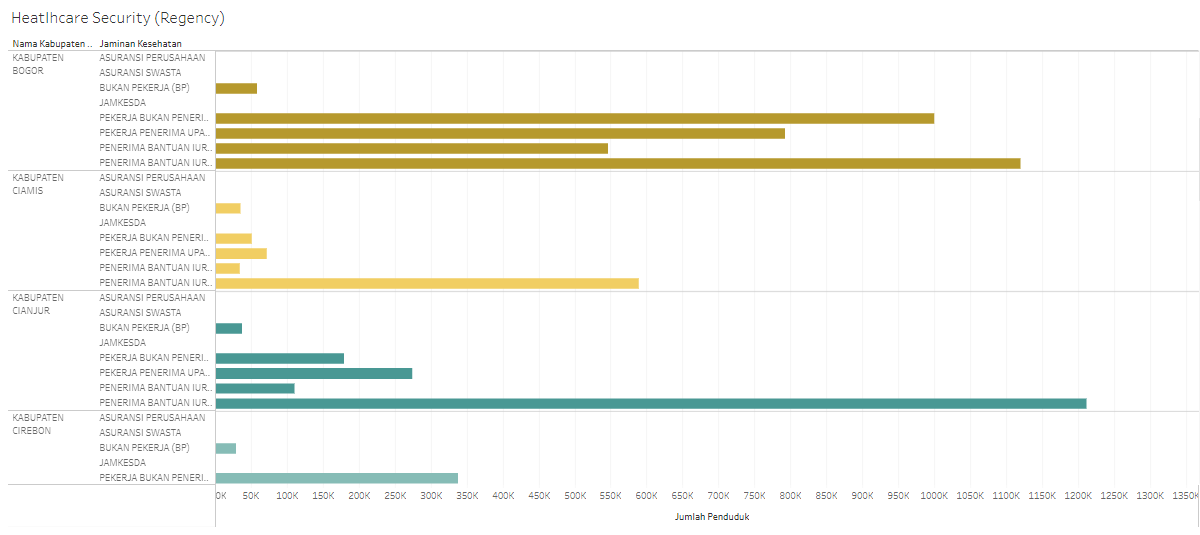 Heatlhcare Security (Regency)
Nama Kabupaten .. Jaminan Kesehatan
KABUPATEN BOGOR
ASURANSI PERUSAHAAN
ASURANSI SWASTA
BUKAN PEKERJA (BP)
JAMKESDA
PEKERJA BUKAN PENERI..
PEKERJA PENERIMA UPA..
PENERIMA BANTUAN IUR..
PENERIMA BANTUAN IUR..
KABUPATEN CIAMIS
ASURANSI PERUSAHAAN
ASURANSI SWASTA
BUKAN PEKERJA (BP)
JAMKESDA
PEKERJA BUKAN PENERI..
PEKERJA PENERIMA UPA..
PENERIMA BANTUAN IUR..
PENERIMA BANTUAN IUR..
KABUPATEN CIANJUR
ASURANSI PERUSAHAAN
ASURANSI SWASTA
BUKAN PEKERJA (BP)
JAMKESDA
PEKERJA BUKAN PENERI..
PEKERJA PENERIMA UPA..
PENERIMA BANTUAN IUR..
PENERIMA BANTUAN IUR..
KABUPATEN CIREBON
ASURANSI PERUSAHAAN
ASURANSI SWASTA
BUKAN PEKERJA (BP)
JAMKESDA
PEKERJA BUKAN PENERI..
0K 50K 100K 150K 200K 250K 300K 350K 400K 450K 500K 550K 600K 650K 700K 750K 800K 850K 900K 950K 1000K 1050K 1100K 1150K 1200K 1250K 1300K 1350K
Jumlah Penduduk